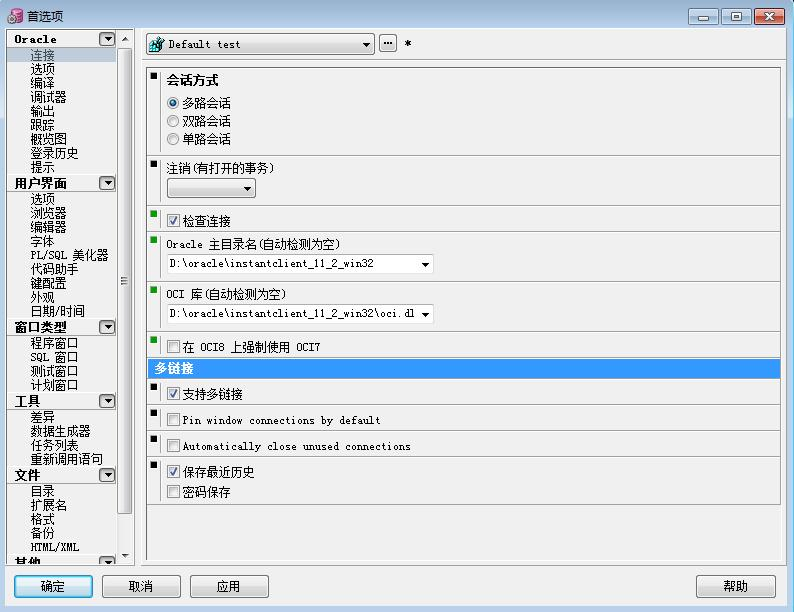 首选项
Oracle
连接
选项
编译
调试器
输出
跟踪
概览图
登录历史
提示
用户界面
选项
浏览器
编辑器
字体
PL/SQL 美化器
代码助手
键配置
外观
日期/时间
窗口类型
程序窗口
SQL 窗口
测试窗口
计划窗口
工具
差异
数据生成器
任务列表
重新调用语句
文件
目录
扩展名
格式
备份
HTML/XML
其他
Default test
... *
会话方式
多路会话
双路会话
单路会话
注销(有打开的事务)
检查连接
Oracle 主目录名(自动检测为空)
D:\oracle\instantclient_11_2_win32
OCI 库(自动检测为空)
D:\oracle\instantclient_11_2_win32\oci.dl
在 OCI8 上强制使用 OCI7
多链接
支持多链接
Pin window connections by default
Automatically close unused connections
保存最近历史
密码保存
确定 取消 应用 帮助